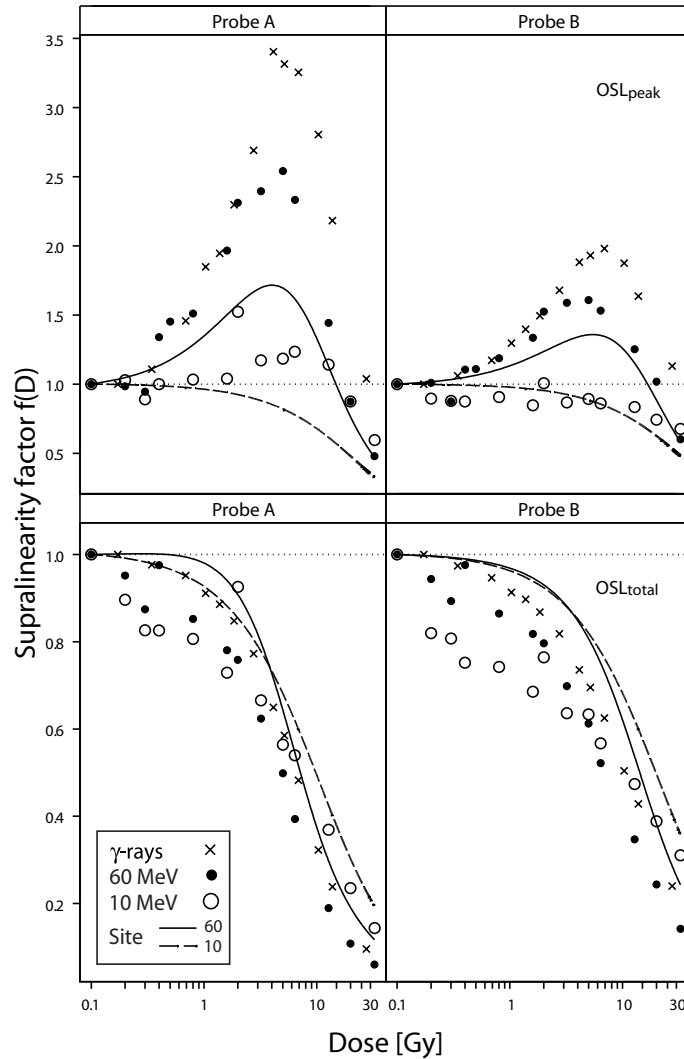 Probe A
Probe B
3.5
3.0
2.5
2.0
1.5
1.0
0.5
OSLpeak
Supralinearity factor f(D)
Probe A
Probe B
1.0
0.8
0.6
0.4
0.2
OSLtotal
γ-rays
60 MeV
10 MeV
Site
60
10
0.1
1
10
30
0.1
1
10
30
Dose [Gy]